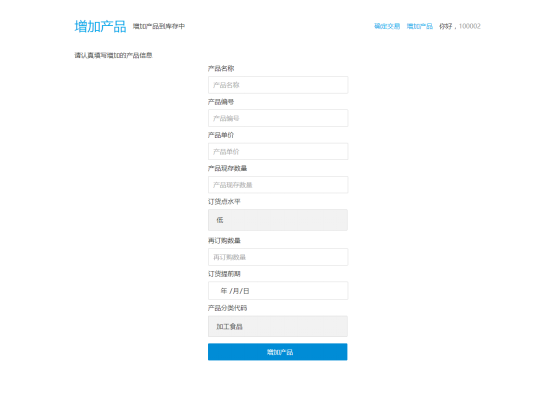 增加产品 增加产品到库存中 确定交易 增加产品 你好，100002
请认真填写增加的产品信息
产品名称
产品名称
产品编号
产品编号
产品单价
产品单价
产品现存数量
产品现存数量
订货点水平
低
再订购数量
再订购数量
订货提前期
年 /月/日
产品分类代码
加工食品
增加产品